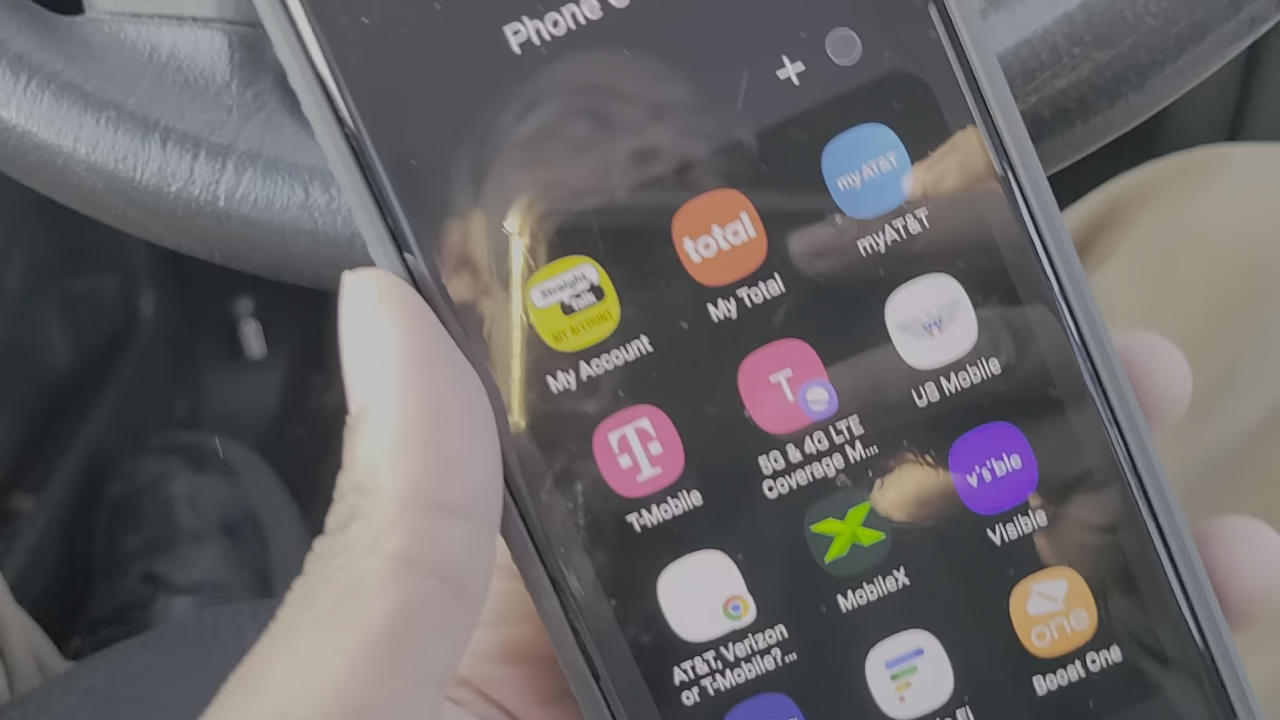 Phone
+
Straight
Talk
MY ACCOUNT
My Account
total
My Total
myAT&T
myAT&T
T
T-Mobile
T
5G & 4G LTE
Coverage M...
US Mobile
AT&T, Verizon
or T-Mobile?...
MobileX
v's'ble
Visible
one
Boost One